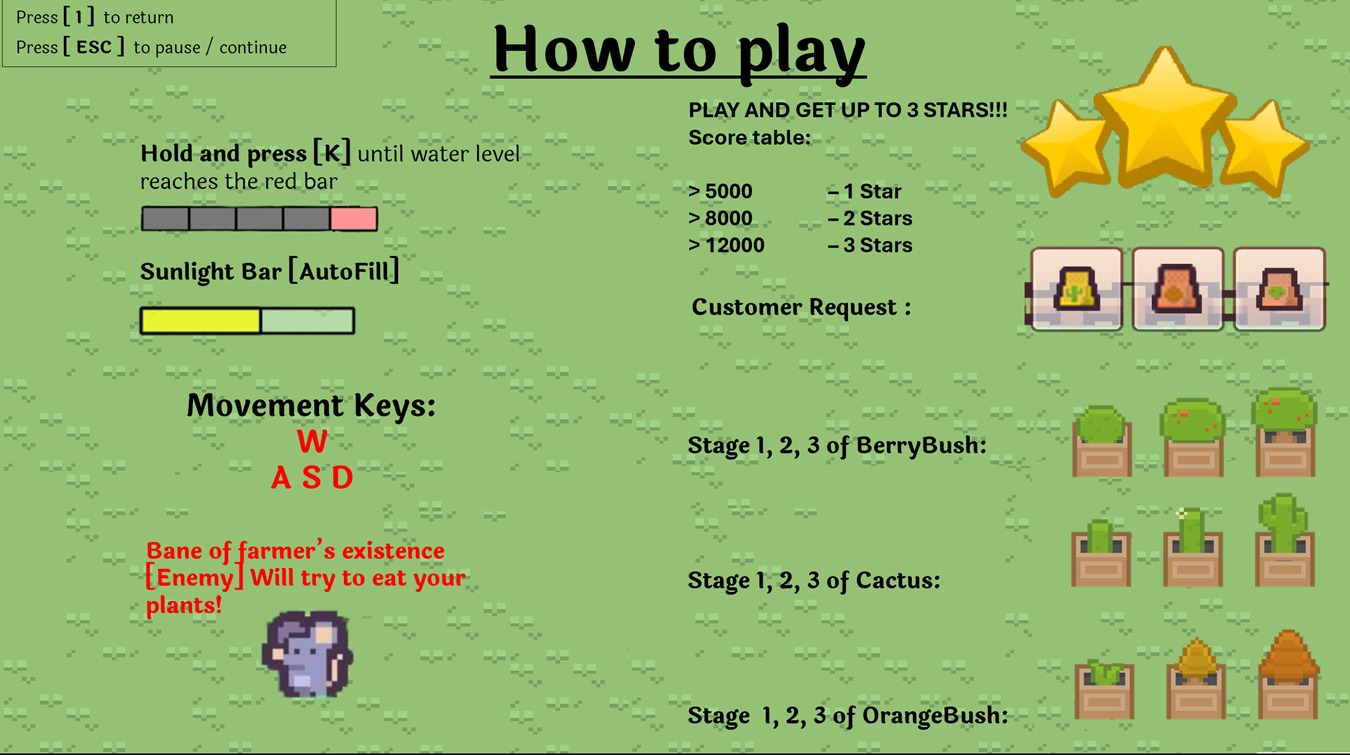 Press [ 1 ] to return
Press [ ESC ] to pause / continue
How to play
Hold and press [K] until water level
reaches the red bar
Sunlight Bar [AutoFill]
Movement Keys:
W
A S D
Bane of farmer's existence
[Enemy] Will try to eat your
plants!
PLAY AND GET UP TO 3 STARS!!!
Score table:
> 5000 – 1 Star
> 8000 – 2 Stars
> 12000 – 3 Stars
Customer Request :
Stage 1, 2, 3 of BerryBush:
Stage 1, 2, 3 of Cactus:
Stage 1, 2, 3 of OrangeBush: